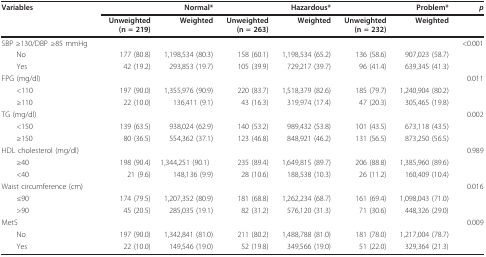 Variables Normal* Hazardous* Problem* p
Unweighted (n = 219) Weighted Unweighted (n = 263) Weighted Unweighted (n = 232) Weighted
SBP ≥130/DBP ≥85 mmHg <0.001
No 177 (80.8) 1,198,534 (80.3) 158 (60.1) 1,198,534 (65.2) 136 (58.6) 907,023 (58.7)
Yes 42 (19.2) 293,853 (19.7) 105 (39.9) 729,217 (39.7) 96 (41.4) 639,345 (41.3)
FPG (mg/dl) 0.011
<110 197 (90.0) 1,355,976 (90.9) 220 (83.7) 1,518,379 (82.6) 185 (79.7) 1,240,904 (80.2)
≥110 22 (10.0) 136,411 (9.1) 43 (16.3) 319,974 (17.4) 47 (20.3) 305,465 (19.8)
TG (mg/dl) 0.002
<150 139 (63.5) 938,024 (62.9) 140 (53.2) 989,432 (53.8) 101 (43.5) 673,118 (43.5)
≥150 80 (36.5) 554,362 (37.1) 123 (46.8) 848,921 (46.2) 131 (56.5) 873,250 (56.5)
HDL cholesterol (mg/dl) 0.989
≥40 198 (90.4) 1,344,251 (90.1) 235 (89.4) 1,649,815 (89.7) 206 (88.8) 1,385,960 (89.6)
<40 21 (9.6) 148,136 (9.9) 28 (10.6) 188,538 (10.3) 26 (11.2) 160,409 (10.4)
Waist circumference (cm) 0.016
≤90 174 (79.5) 1,207,352 (80.9) 181 (68.8) 1,262,234 (68.7) 161 (69.4) 1,098,043 (71.0)
>90 45 (20.5) 285,035 (19.1) 82 (31.2) 576,120 (31.3) 71 (30.6) 448,326 (29.0)
MetS 0.009
No 197 (90.0) 1,342,841 (81.0) 211 (80.2) 1,488,788 (81.0) 181 (78.0) 1,217,004 (78.7)
Yes 22 (10.0) 149,546 (19.0) 52 (19.8) 349,566 (19.0) 51 (22.0) 329,364 (21.3)